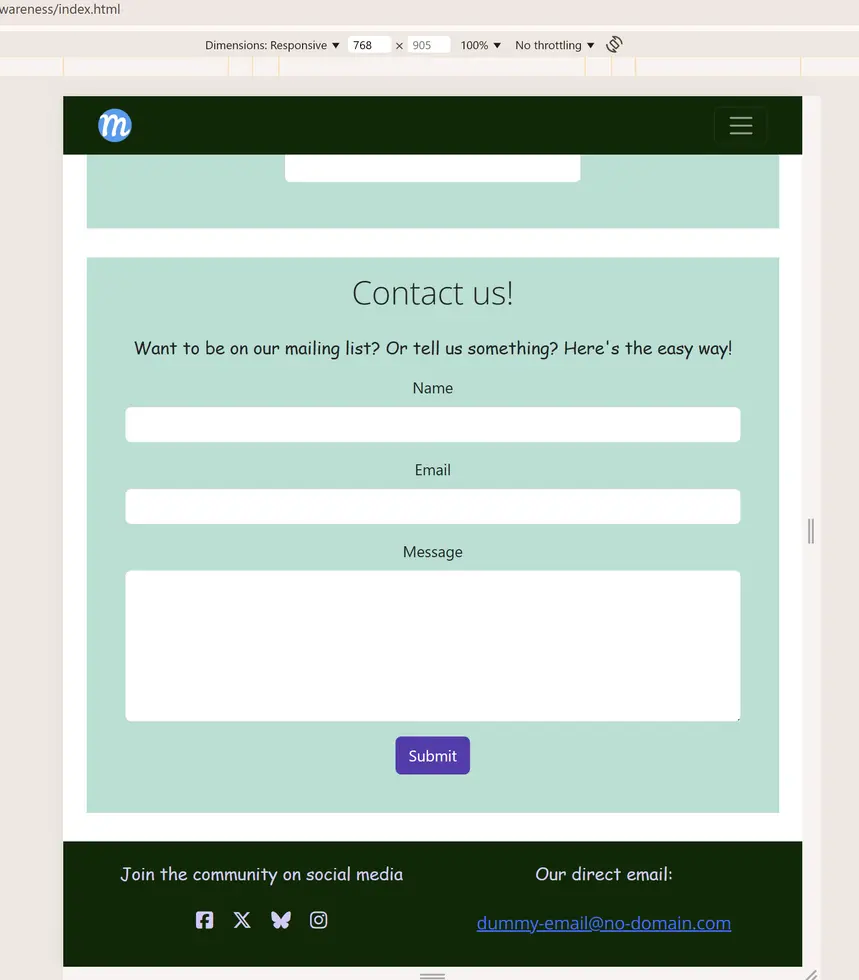 wareness/index.html
Dimensions: Responsive ▼ 768 × 905 100% ▼ No throttling ▼
m
Contact us!
Want to be on our mailing list? Or tell us something? Here's the easy way!
Name
Email
Message
Submit
Join the community on social media
Our direct email:
dummy-email@no-domain.com